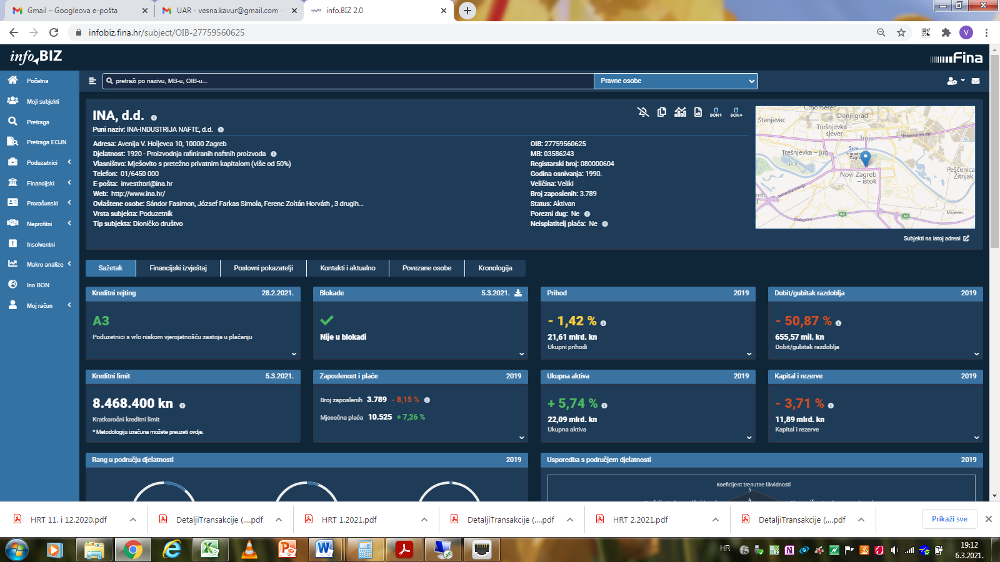 Gmail – Googleova e-pošta
UAR - vesna.kavur@gmail.com -
info.BIZ 2.0
infobiz.fina.hr/subject/OIB-27759560625
V
info.BIZ
Fina
Početna
Moji subjekti
Pretraga
Pretraga EOJN
Poduzetnici
Financijski
Proračunski
Neprofitni
Insolventni
Makro analize
Ino BON
Moj račun
pretraži po nazivu, MB-u, OIB-u...
Pravne osobe
INA, d.d.
BON1
BON+
Puni naziv: INA-INDUSTRIJA NAFTE, d.d.
Adresa: Avenija V. Holjevca 10, 10000 Zagreb
Djelatnost: 1920 - Proizvodnja rafiniranih naftnih proizvoda
Vlasništvo: Mješovito s pretežno privatnim kapitalom (više od 50%)
Telefon: 01/6450 000
E-pošta: investitori@ina.hr
Web: http://www.ina.hr/
Ovlaštene osobe: Sándor Fasimon, József Farkas Simola, Ferenc Zoltán Horváth , 3 drugih...
Vrsta subjekta: Poduzetnik
Tip subjekta: Dioničko društvo
OIB: 27759560625
MB: 03586243
Registarski broj: 080000604
Godina osnivanja: 1990.
Veličina: Veliki
Broj zaposlenih: 3.789
Status: Aktivan
Porezni dug: Ne
Neisplatitelj plaća: Ne
Črnomerec
Zagreb
Stenjevec
Donji grad
Trešnjevka –
sjever
Trnje
Trešnjevka – jug
Sava
Jarun
Novi Zagreb
– istok
Peščenica
Žitnjak
Jadranska avenija
A3
A3
Mičevec
Subjekti na istoj adresi
Sažetak
Financijski izvještaj
Poslovni pokazatelji
Kontakti i aktualno
Povezane osobe
Kronologija
Kreditni rejting 28.2.2021.
A3
Poduzetnici s vrlo niskom vjerojatnošću zastoja u plaćanju
Blokade 5.3.2021.
Nije u blokadi
Prihod 2019
- 1,42 %
21,61 mlrd. kn
Ukupni prihodi
Dobit/gubitak razdoblja 2019
- 50,87 %
655,57 mil. kn
Dobit/gubitak razdoblja
Kreditni limit 5.3.2021.
8.468.400 kn
Kratkoročni kreditni limit
* Metodologiju izračuna možete preuzeti ovdje.
Zaposlenost i plaće 2019
Broj zaposlenih 3.789 - 8,15 %
Mjesečna plaća 10.525 + 7,26 %
Ukupna aktiva 2019
+ 5,74 %
22,09 mlrd. kn
Ukupna aktiva
Kapital i rezerve 2019
- 3,71 %
11,89 mlrd. kn
Kapital i rezerve
Rang u području djelatnosti 2019
Usporedba s područjem djelatnosti 2019
Koeficijent trenutne likvidnosti
5
4
HRT 11. i 12.2020.pdf
DetaljiTransakcije (....pdf
HRT 1.2021.pdf
DetaljiTransakcije (....pdf
HRT 2.2021.pdf
DetaljiTransakcije (....pdf
Prikaži sve
HR
19:12
6.3.2021.